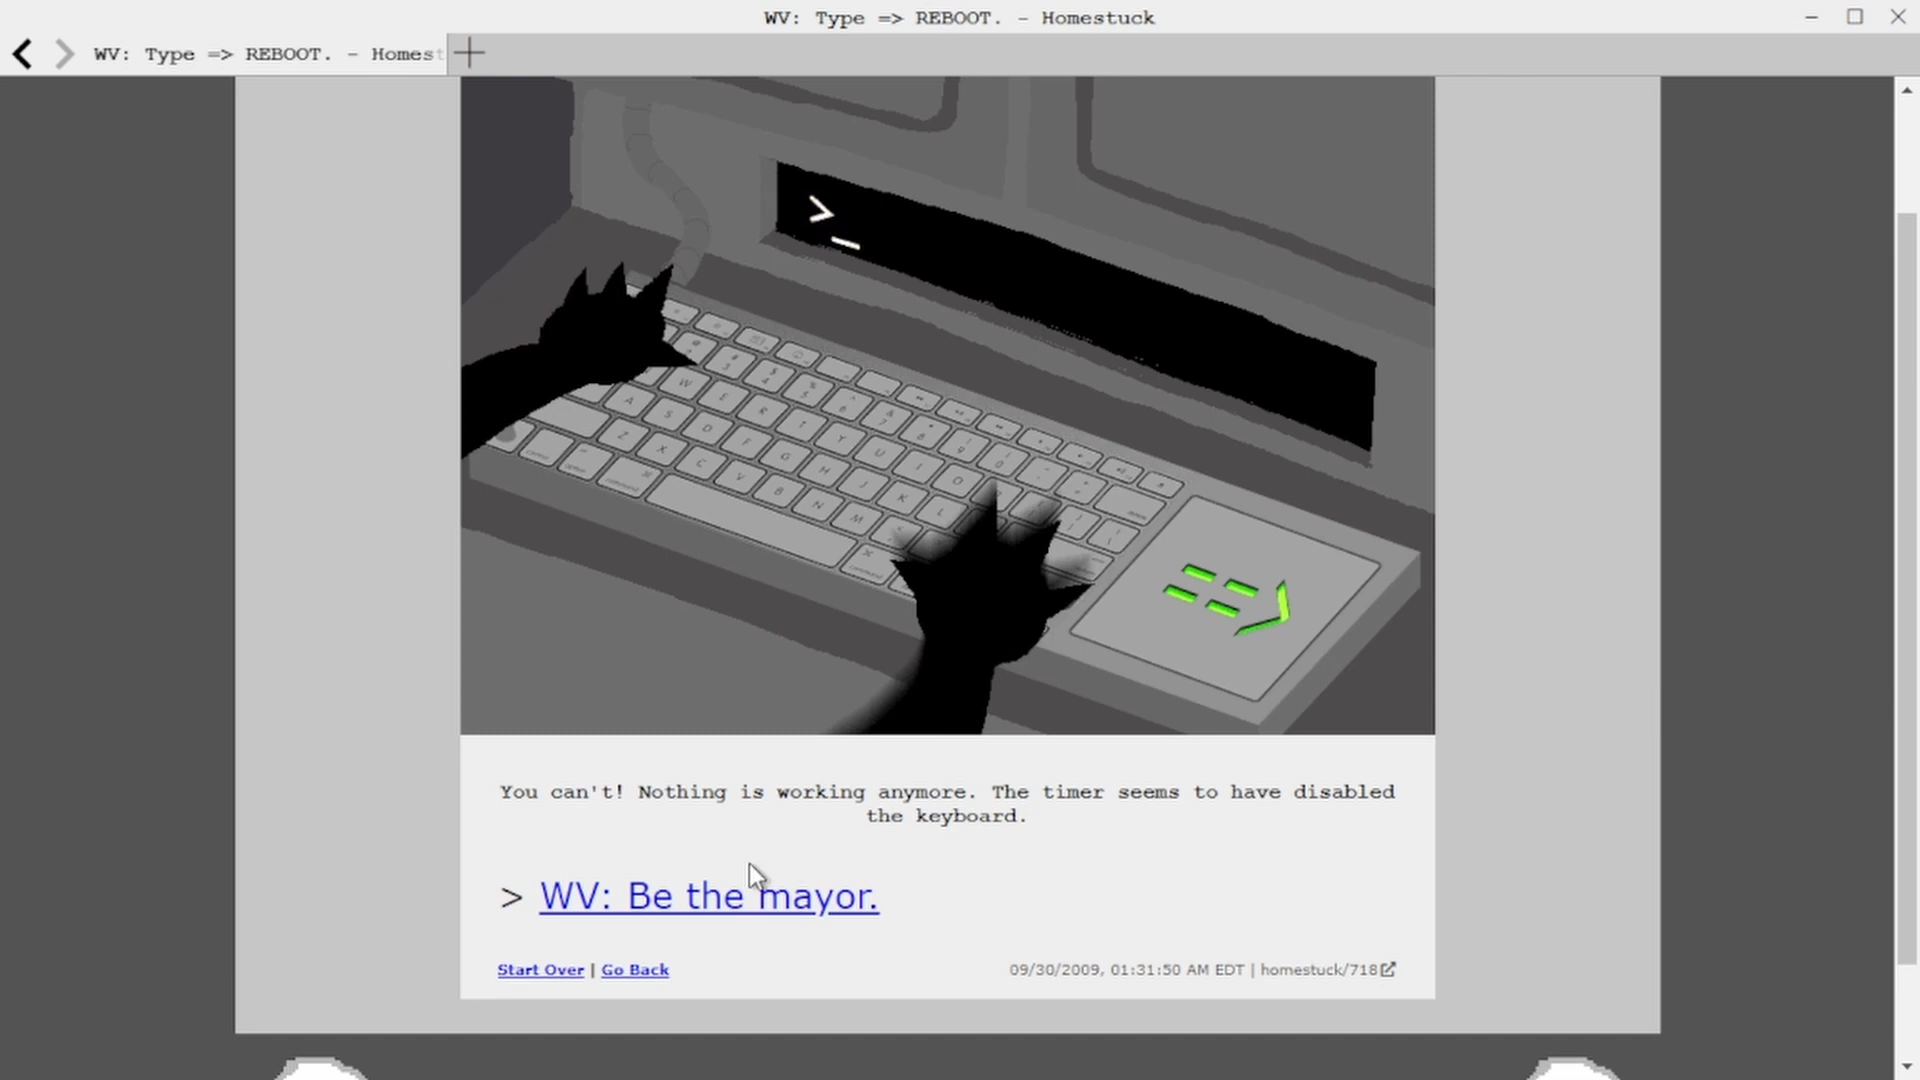 WV: Type => REBOOT. - Homestuck
WV: Type => REBOOT. - Homest
>_
W E R T Y U I O
A S D F G H J K L
Z X C V B N M
command
command
You can't! Nothing is working anymore. The timer seems to have disabled
the keyboard.
> WV: Be the mayor.
Start Over | Go Back
09/30/2009, 01:31:50 AM EDT | homestuck/718